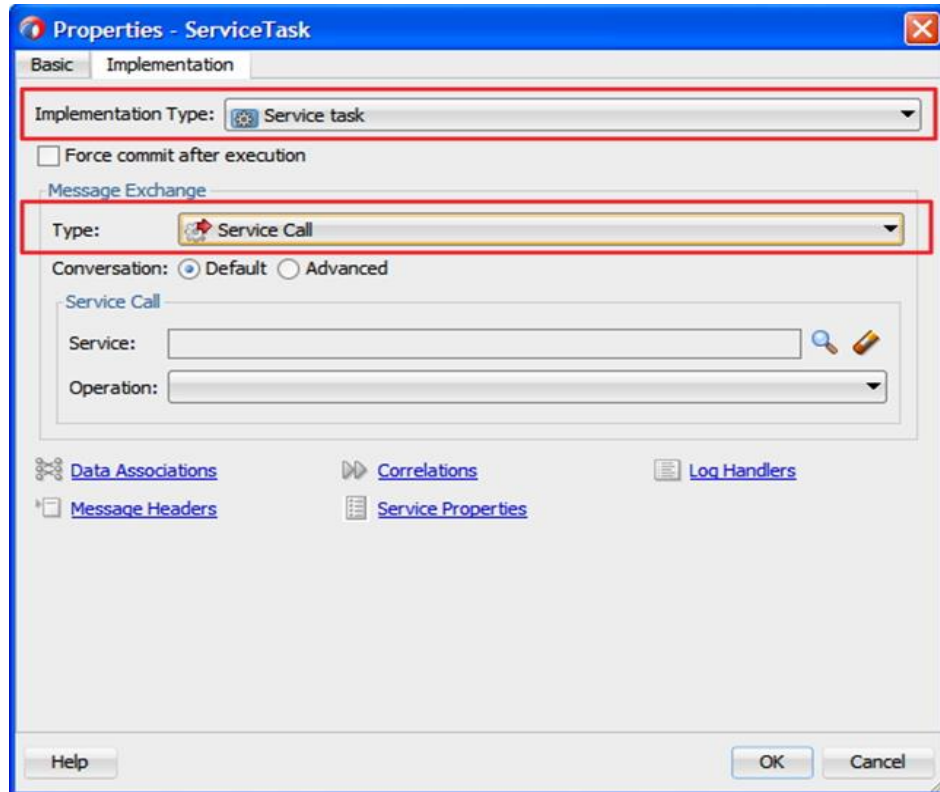 Properties - ServiceTask
Basic Implementation
Implementation Type: Service task
Force commit after execution
Message Exchange
Type: Service Call
Conversation: Default Advanced
Service Call
Service:
Operation:
Data Associations Correlations Log Handlers
Message Headers Service Properties
Help OK Cancel